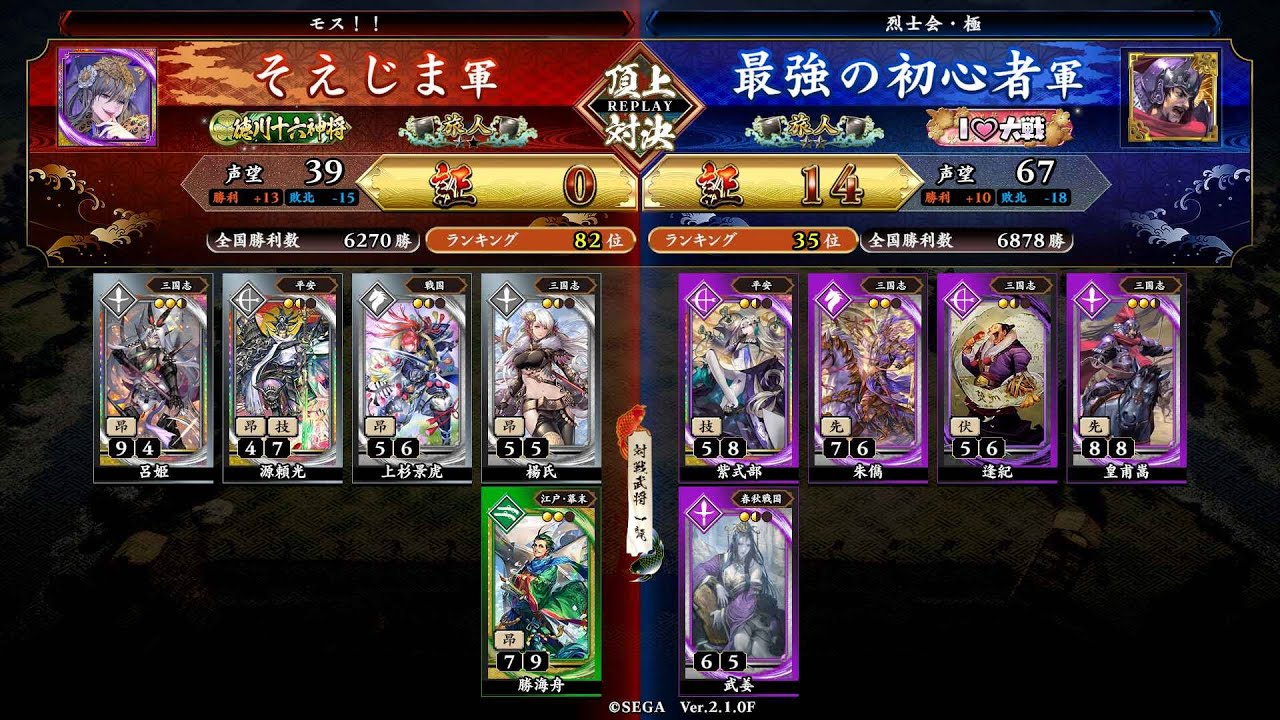 モス！！
烈士会・極
そえじま軍
頂上
REPLAY
対決
最強の初心者軍
徳川十六神将
旅人
旅人
I♡大戦
声望 39
勝利 +13 敗北 -15
証 0
証 14
声望 67
勝利 +10 敗北 -18
全国勝利数 6270勝
ランキング 82位
ランキング 35位
全国勝利数 6878勝
三国志
昂
9 4
呂姫
平安
昂 技
4 7
源頼光
戦国
昂
5 6
上杉景虎
三国志
昂
5 5
楊氏
江戸・幕末
昂
7 9
勝海舟
対戦武将一覧
平安
技
5 8
紫式部
三国志
先
7 6
朱儁
三国志
伏
5 6
逢紀
三国志
先
8 8
皇甫嵩
春秋戦国
6 5
武姜
©SEGA Ver.2.1.0F